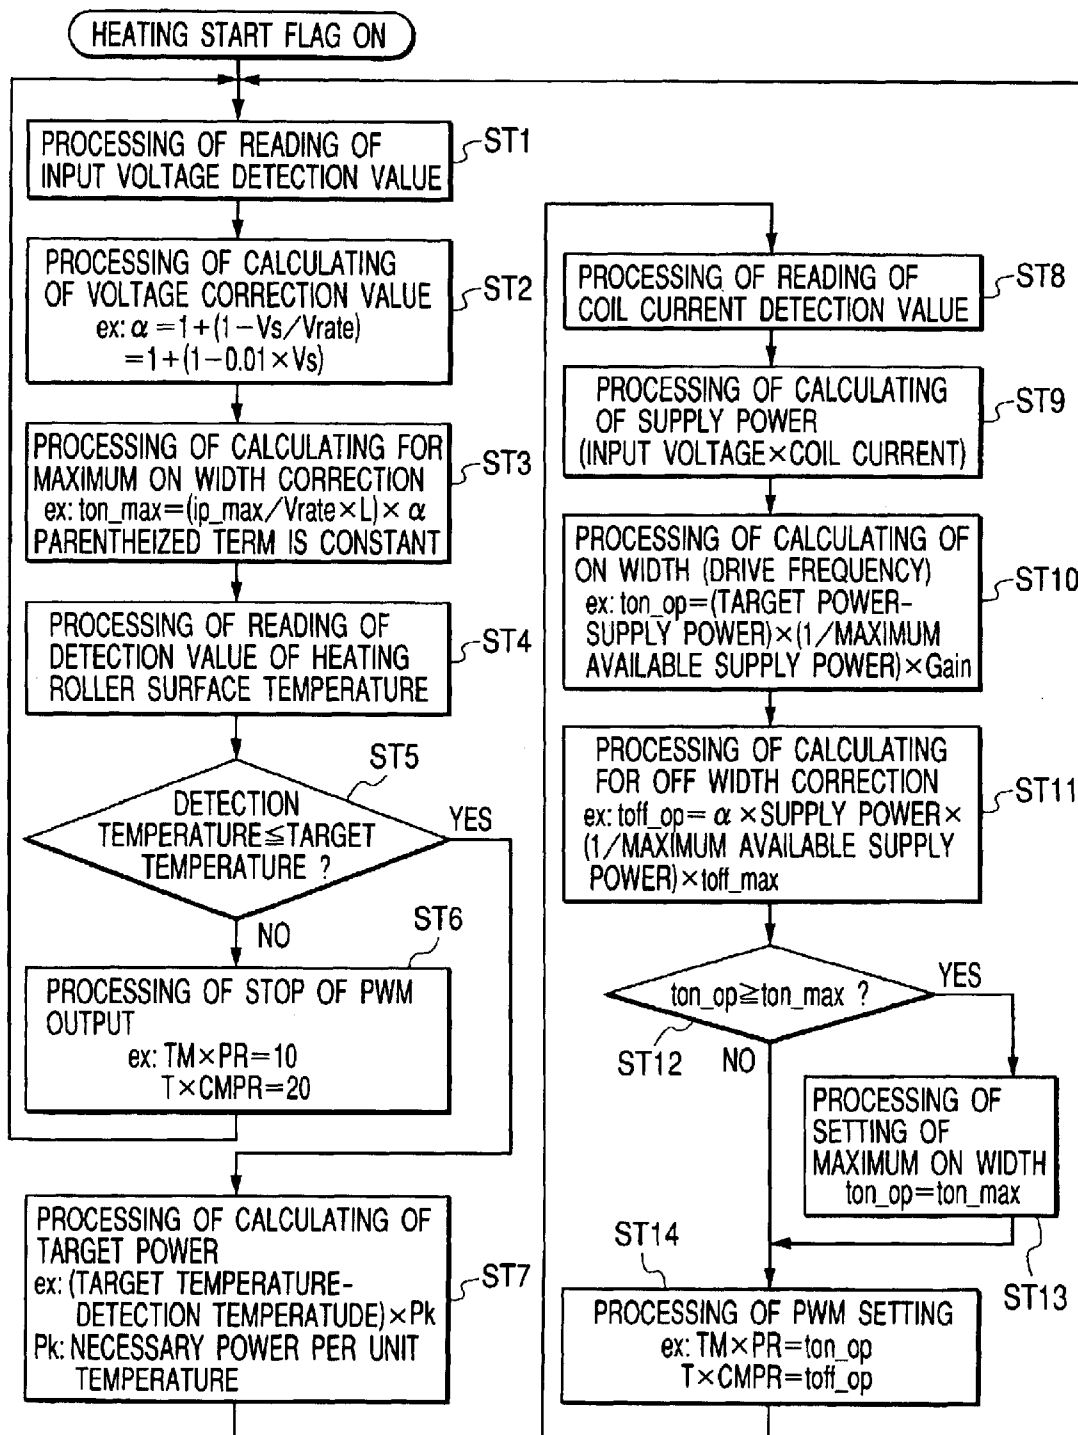 HEATING START FLAG ON
PROCESSING OF READING OF
INPUT VOLTAGE DETECTION VALUE
ST1
PROCESSING OF CALCULATING
OF VOLTAGE CORRECTION VALUE
ex: α=1+(1-Vs/Vrate)
=1+(1-0.01×Vs)
ST2
PROCESSING OF CALCULATING FOR
MAXIMUM ON WIDTH CORRECTION
ex: ton_max=(ip_max/Vrate×L)×α
PARENTHEIZED TERM IS CONSTANT
ST3
PROCESSING OF READING OF
DETECTION VALUE OF HEATING
ROLLER SURFACE TEMPERATURE
ST4
ST5
DETECTION
TEMPERATURE≦TARGET
TEMPERATURE ?
YES
NO
ST6
PROCESSING OF STOP OF PWM
OUTPUT
ex: TM×PR=10
T×CMPR=20
PROCESSING OF CALCULATING OF
TARGET POWER
ex: (TARGET TEMPERATURE-
DETECTION TEMPERATUDE)×Pk
Pk: NECESSARY POWER PER UNIT
TEMPERATURE
ST7
PROCESSING OF READING OF
COIL CURRENT DETECTION VALUE
ST8
PROCESSING OF CALCULATING
OF SUPPLY POWER
(INPUT VOLTAGE×COIL CURRENT)
ST9
PROCESSING OF CALCULATING OF
ON WIDTH (DRIVE FREQUENCY)
ex: ton_op=(TARGET POWER-
SUPPLY POWER)×(1/MAXIMUM
AVAILABLE SUPPLY POWER)×Gain
ST10
PROCESSING OF CALCULATING
FOR OFF WIDTH CORRECTION
ex: toff_op= α×SUPPLY POWER×
(1/MAXIMUM AVAILABLE SUPPLY
POWER)×toff_max
ST11
ton_op≧ton_max ?
YES
ST12
NO
PROCESSING OF
SETTING OF
MAXIMUM ON WIDTH
ton_op=ton_max
ST13
ST14
PROCESSING OF PWM SETTING
ex: TM×PR=ton_op
T×CMPR=toff_op